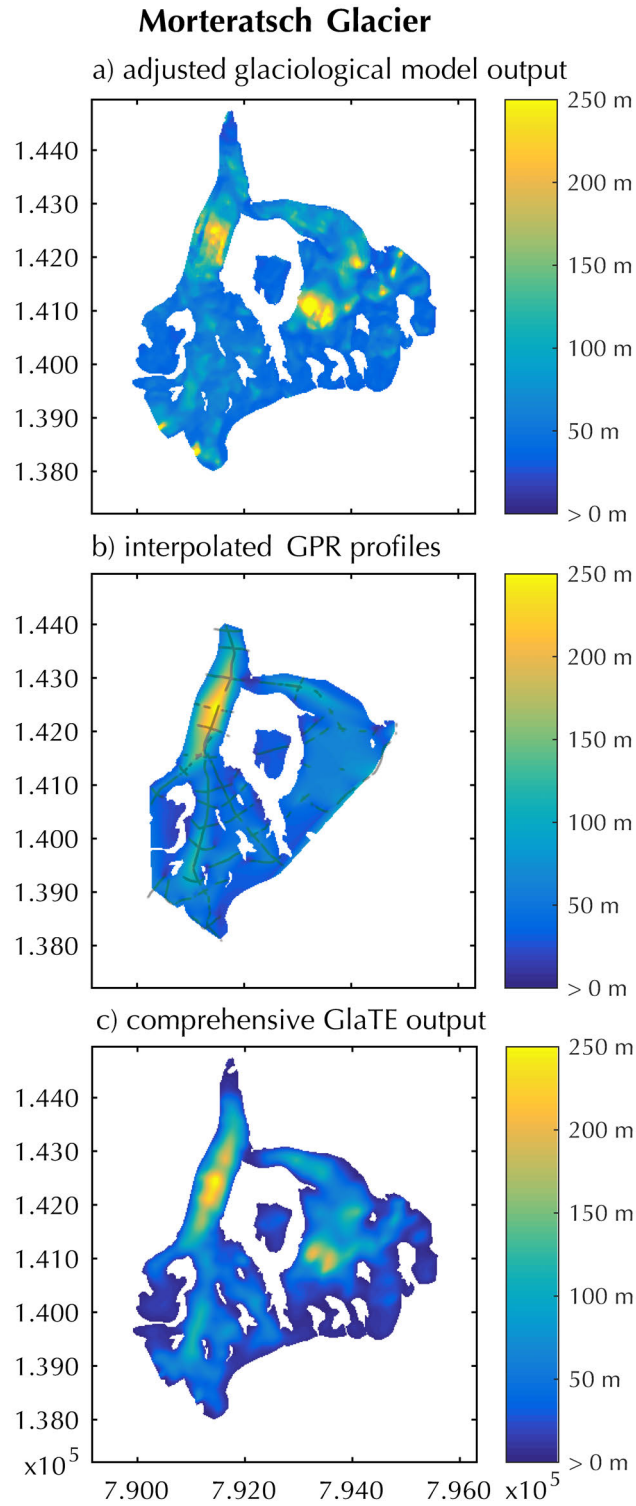 Morteratsch Glacier
a) adjusted glaciological model output
250 m
1.440
200 m
1.430
1.420
150 m
1.410
100 m
1.400
1.390
50 m
1.380
> 0 m
b) interpolated GPR profiles
250 m
1.440
200 m
1.430
1.420
150 m
1.410
100 m
1.400
1.390
50 m
1.380
> 0 m
c) comprehensive GlaTE output
250 m
1.440
200 m
1.430
1.420
150 m
1.410
100 m
1.400
1.390
50 m
1.380
x10⁵
> 0 m
7.900 7.920 7.940 7.960 x10⁵